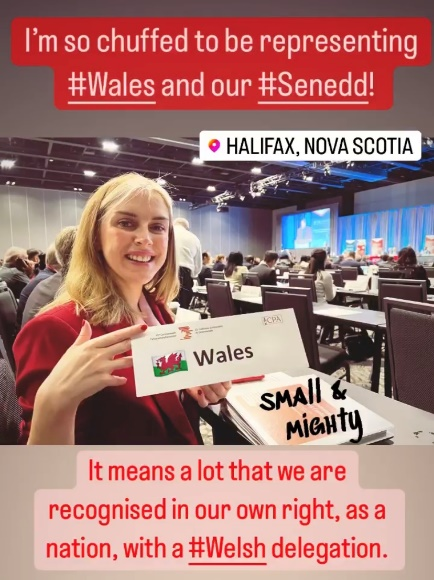 I'm so chuffed to be representing
#Wales and our #Senedd!
HALIFAX, NOVA SCOTIA
CPA
Wales
SMALL &
MIGHTY
It means a lot that we are
recognised in our own right, as a
nation, with a #Welsh delegation.